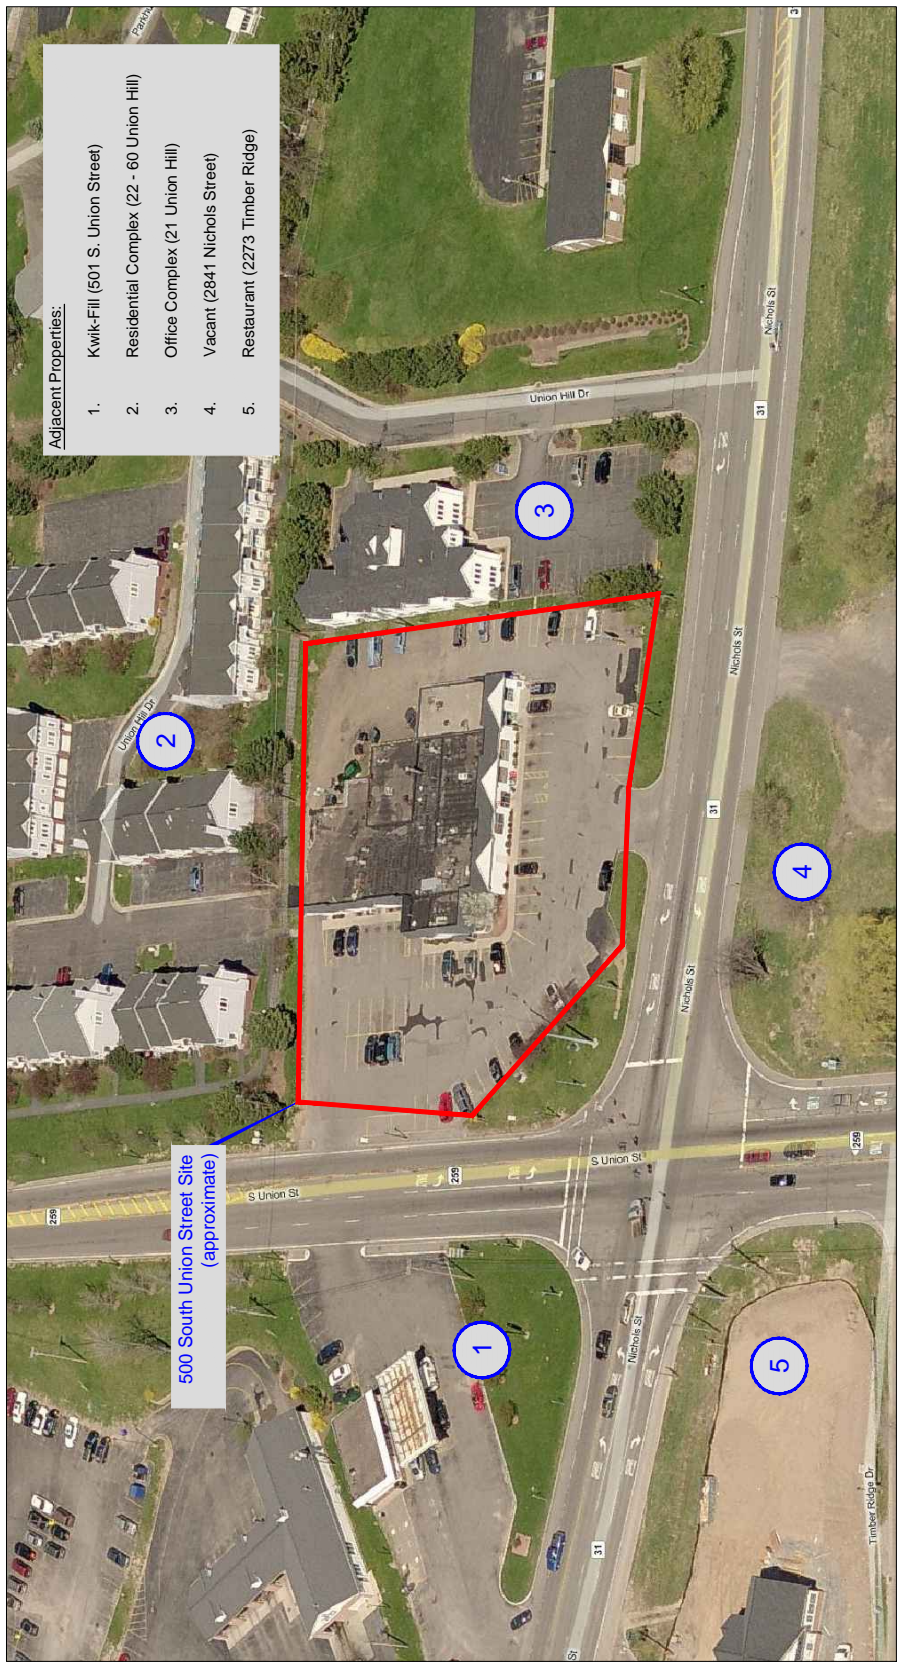 Adjacent Properties:
1. Kwik-Fill (501 S. Union Street)
2. Residential Complex (22 - 60 Union Hill)
3. Office Complex (21 Union Hill)
4. Vacant (2841 Nichols Street)
5. Restaurant (2273 Timber Ridge)
500 South Union Street Site
(approximate)
1
2
3
4
5
Union Hill Dr
Union Hill Dr
Nichols St
Nichols St
Nichols St
Nichols St
St
S Union St
S Union St
Timber Ridge Dr
259
259
259
31
31
31
31